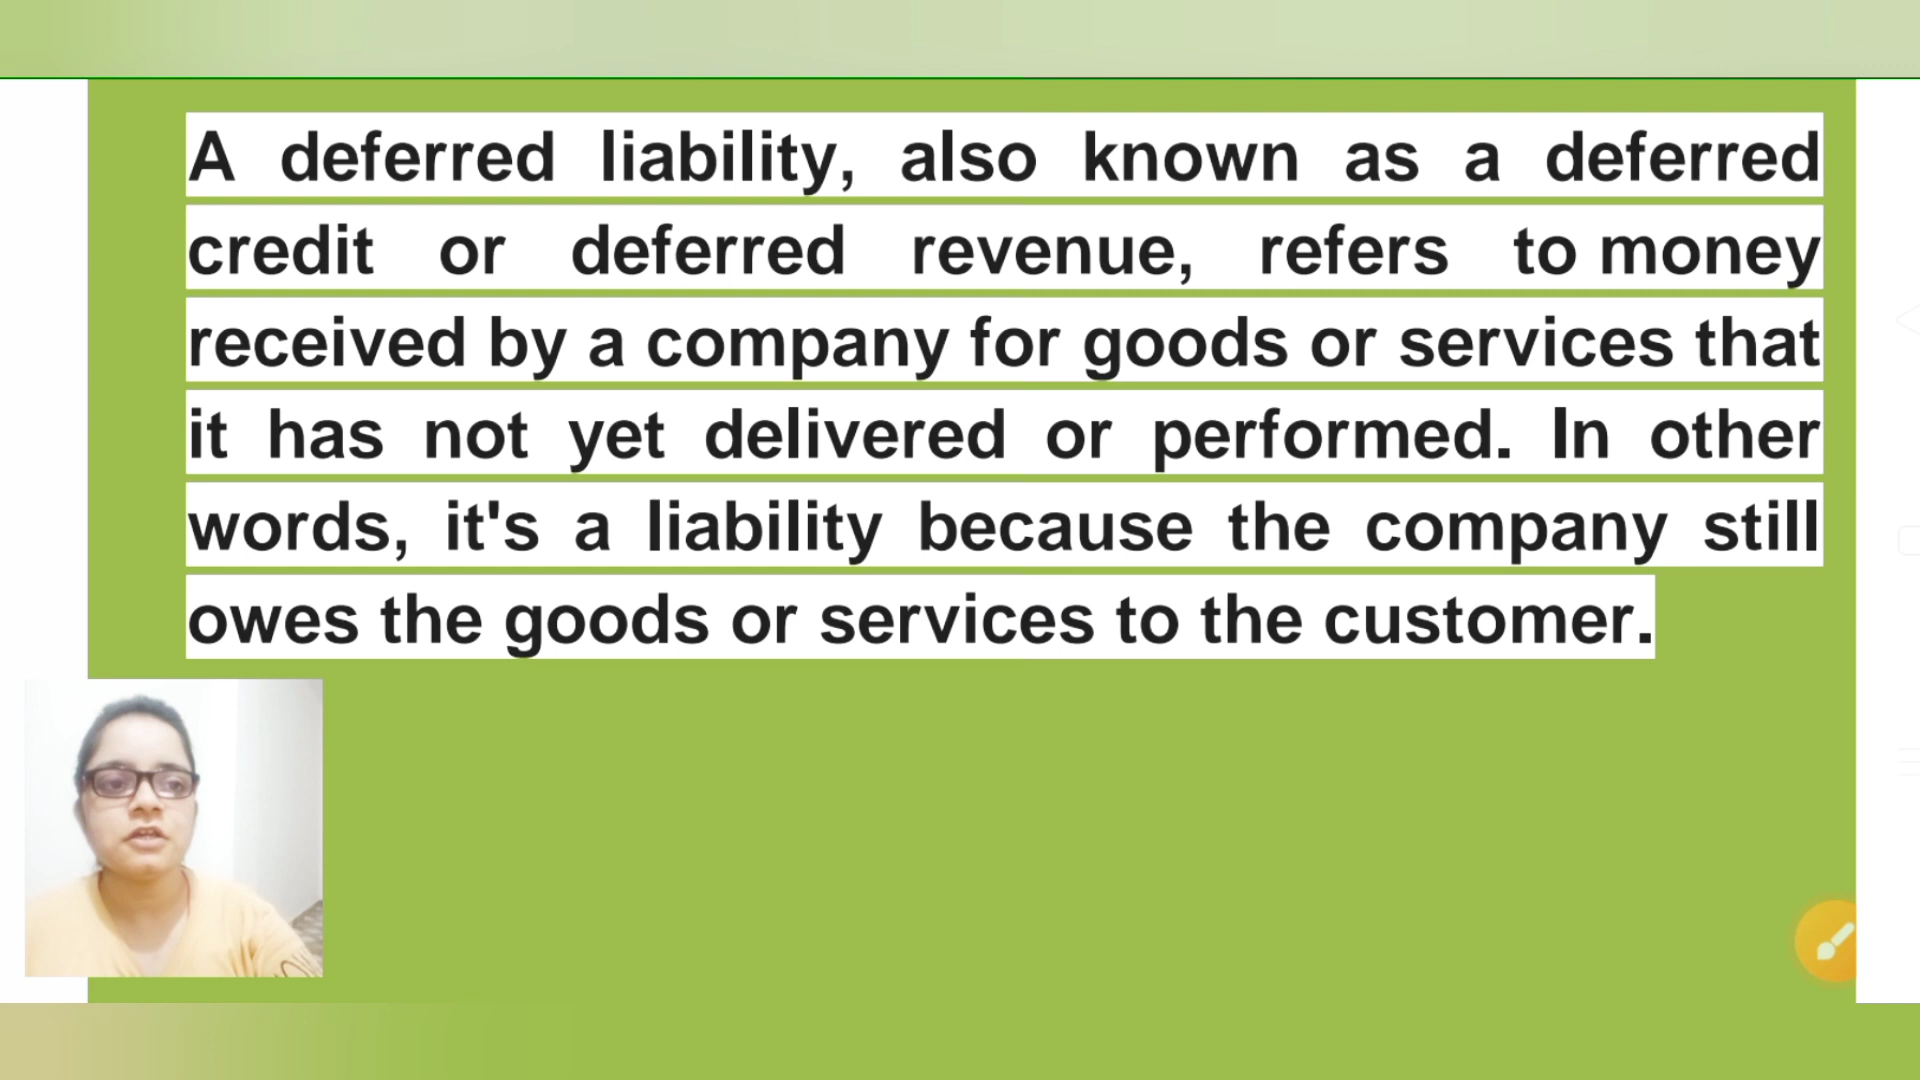 A deferred liability, also known as a deferred
credit or deferred revenue, refers to money
received by a company for goods or services that
it has not yet delivered or performed. In other
words, it's a liability because the company still
owes the goods or services to the customer.